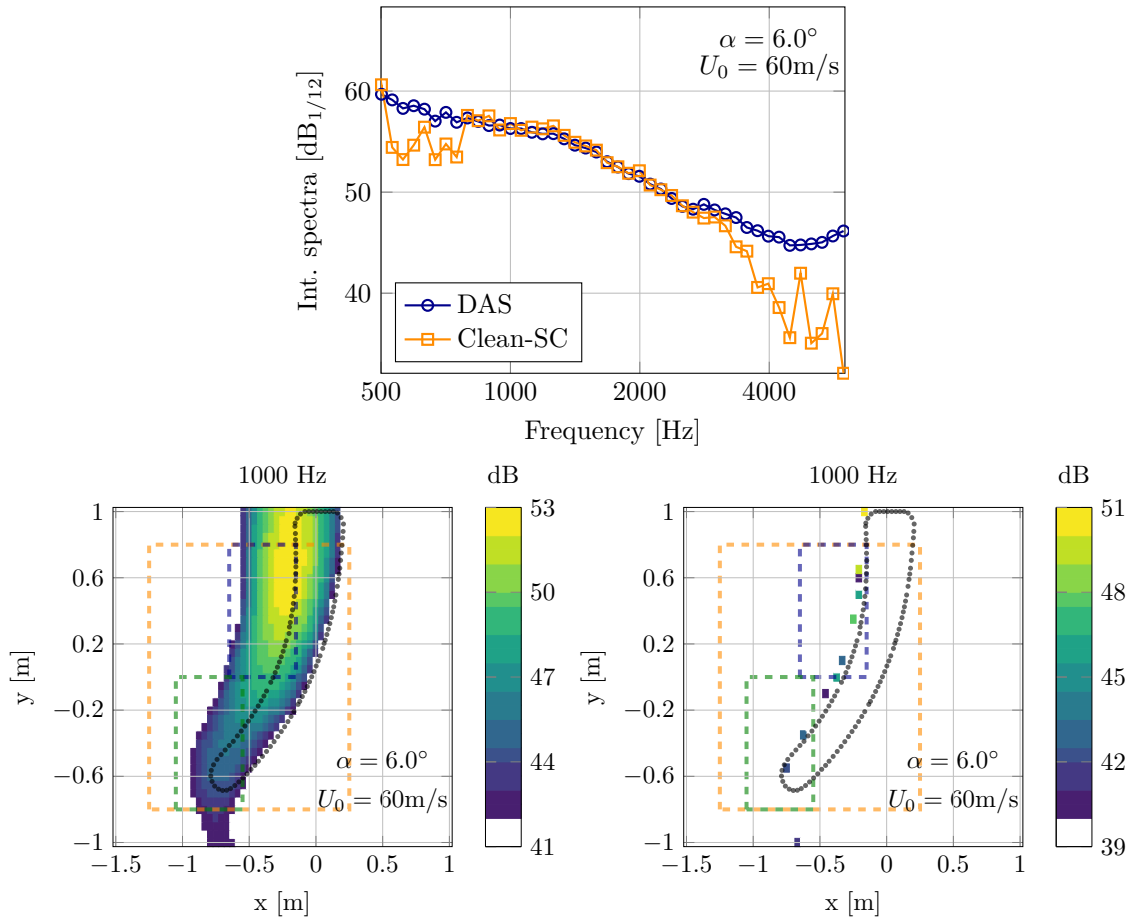 α = 6.0°
U₀ = 60m/s
Int. spectra [dB₁/₁₂]
60
50
40
DAS
Clean-SC
500 1000 2000 4000
Frequency [Hz]
1000 Hz dB
1 53
0.6 50
0.2 47
−0.2
−0.6 44
−1 41
y [m]
α = 6.0°
U₀ = 60m/s
−1.5 −1 −0.5 0 0.5 1
x [m]
1000 Hz dB
1 51
0.6 48
0.2 45
−0.2
−0.6 42
−1 39
y [m]
α = 6.0°
U₀ = 60m/s
−1.5 −1 −0.5 0 0.5 1
x [m]